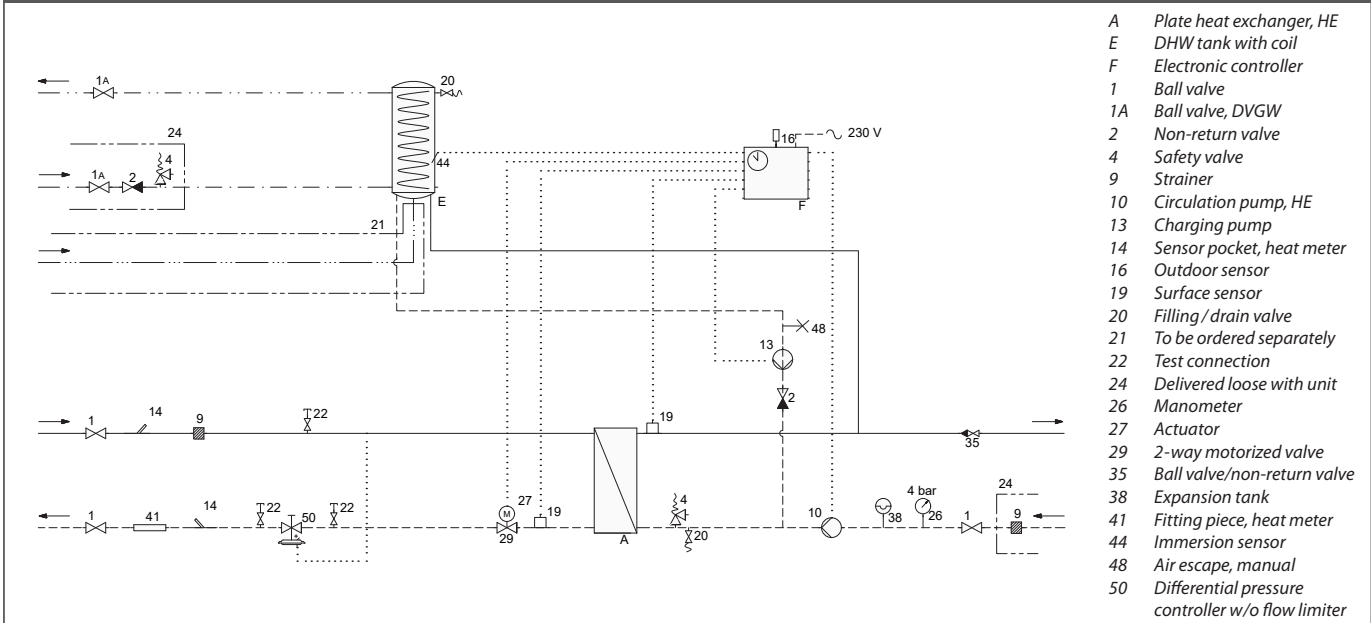 1A
20
24
4
1A
2
44
E
16
230 V
F
21
48
13
2
1
14
9
22
19
35
1
41
14
22
50
22
27
M
29
19
A
4
20
10
38
4 bar
26
1
24
9
A Plate heat exchanger, HE
E DHW tank with coil
F Electronic controller
1 Ball valve
1A Ball valve, DVGW
2 Non-return valve
4 Safety valve
9 Strainer
10 Circulation pump, HE
13 Charging pump
14 Sensor pocket, heat meter
16 Outdoor sensor
19 Surface sensor
20 Filling / drain valve
21 To be ordered separately
22 Test connection
24 Delivered loose with unit
26 Manometer
27 Actuator
29 2-way motorized valve
35 Ball valve/non-return valve
38 Expansion tank
41 Fitting piece, heat meter
44 Immersion sensor
48 Air escape, manual
50 Differential pressure
controller w/o flow limiter